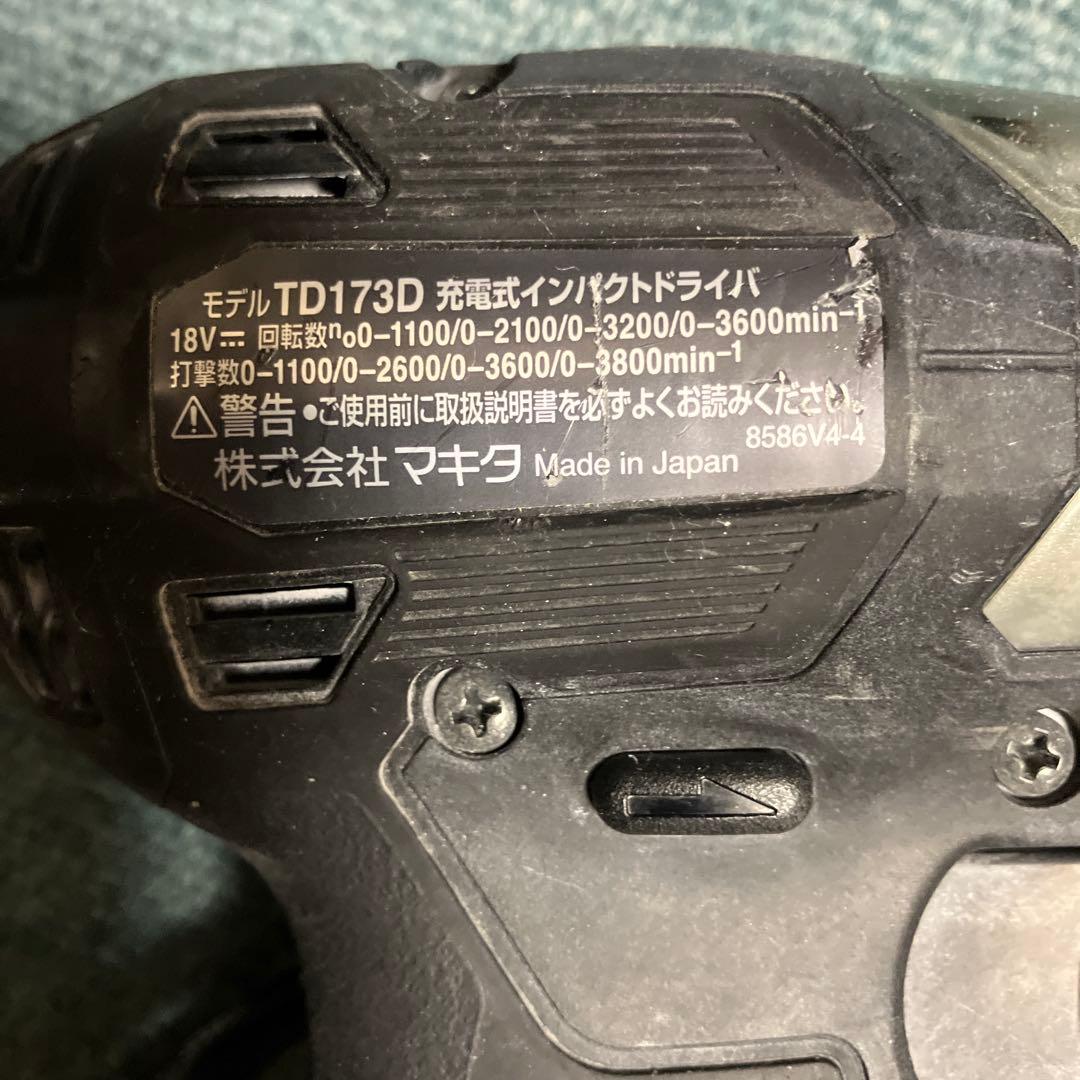 モデル TD173D 充電式インパクトドライバ
18V⎓ 回転数no0-1100/0-2100/0-3200/0-3600min-1
打撃数0-1100/0-2600/0-3600/0-3800min-1
⚠警告 •ご使用前に取扱説明書を必ずよくお読みください。
8586V4-4
株式会社 マキタ Made in Japan